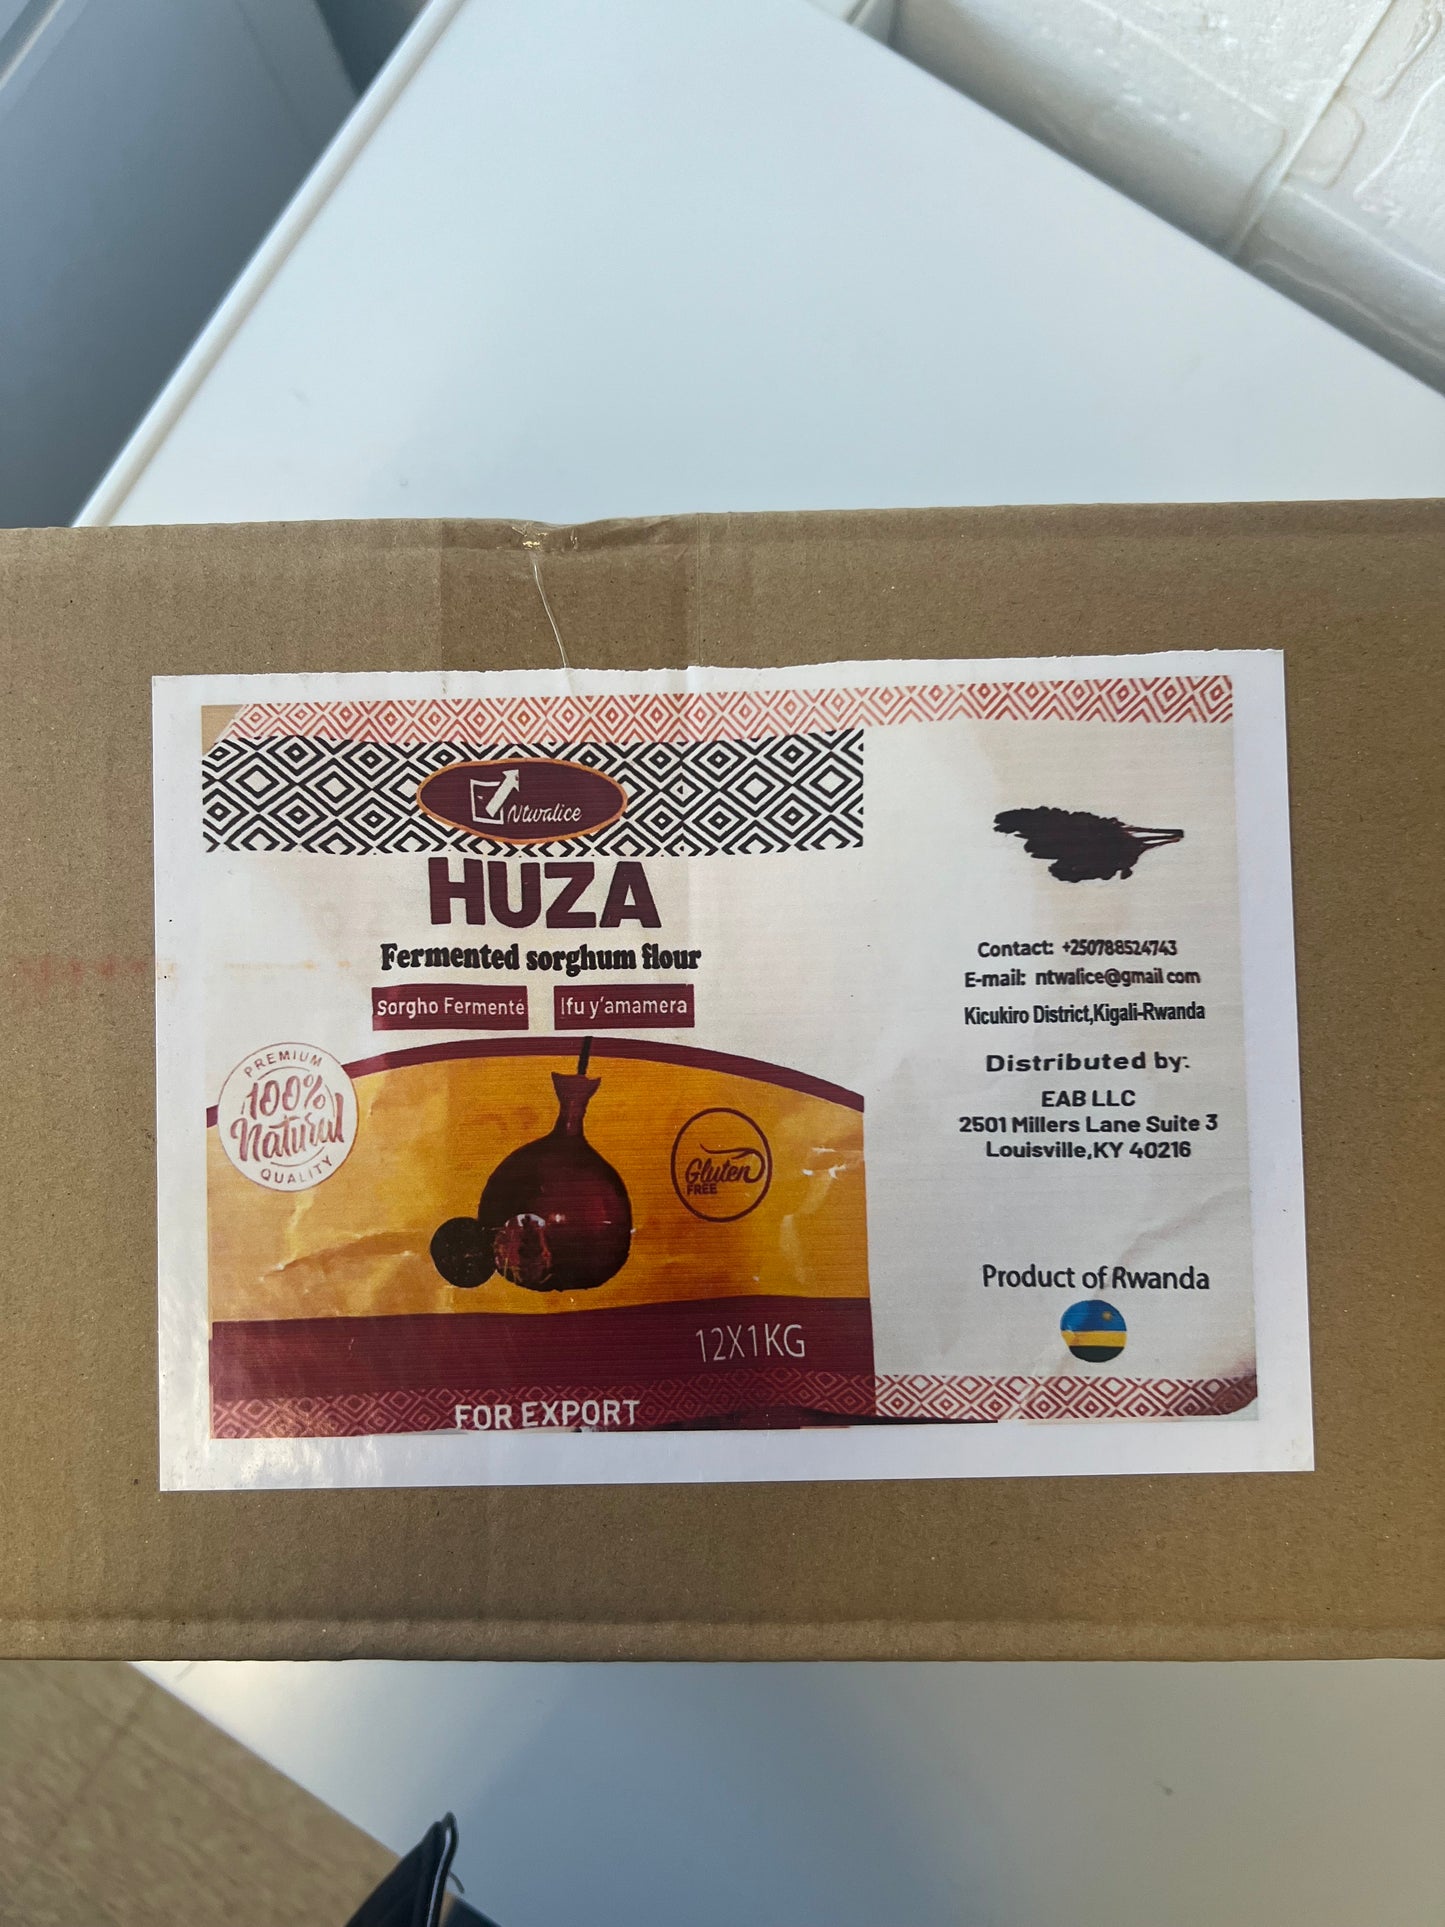 Ntwalice
HUZA
Fermented sorghum flour
Sorgho Fermenté
Ifu y'amamera
PREMIUM
100%
Natural
QUALITY
Gluten
FREE
12X1KG
FOR EXPORT
Contact: +250788524743
E-mail: ntwalice@gmail com
Kicukiro District,Kigali-Rwanda
Distributed by:
EAB LLC
2501 Millers Lane Suite 3
Louisville,KY 40216
Product of Rwanda